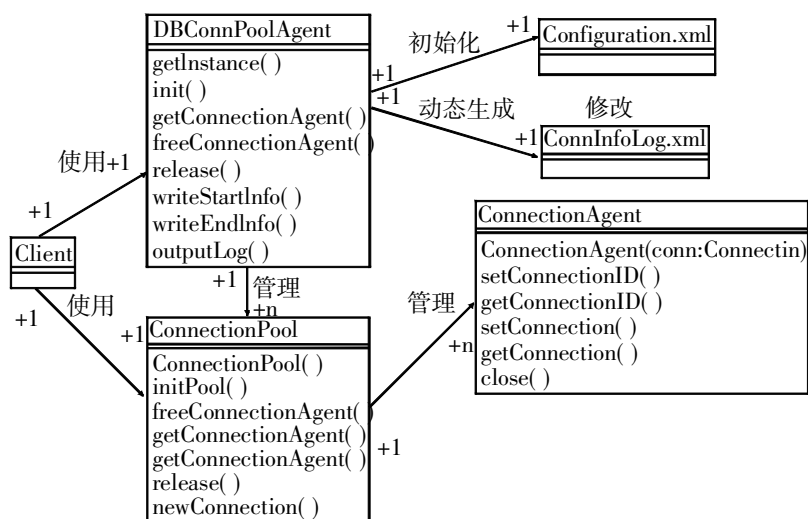 DBConnPoolAgent
getInstance( )
init( )
getConnectionAgent( )
freeConnectionAgent( )
release( )
writeStartInfo( )
writeEndInfo( )
outputLog( )
+1
初始化
+1
Configuration.xml
+1
动态生成
修改
+1
ConnInfoLog.xml
使用+1
+1
Client
+1
使用
+1
管理
+n
+1
ConnectionPool
ConnectionPool( )
initPool( )
freeConnectionAgent( )
getConnectionAgent( )
getConnectionAgent( )
release( )
newConnection( )
管理
+n
+1
ConnectionAgent
ConnectionAgent(conn:Connectin)
setConnectionID( )
getConnectionID( )
setConnection( )
getConnection( )
close( )